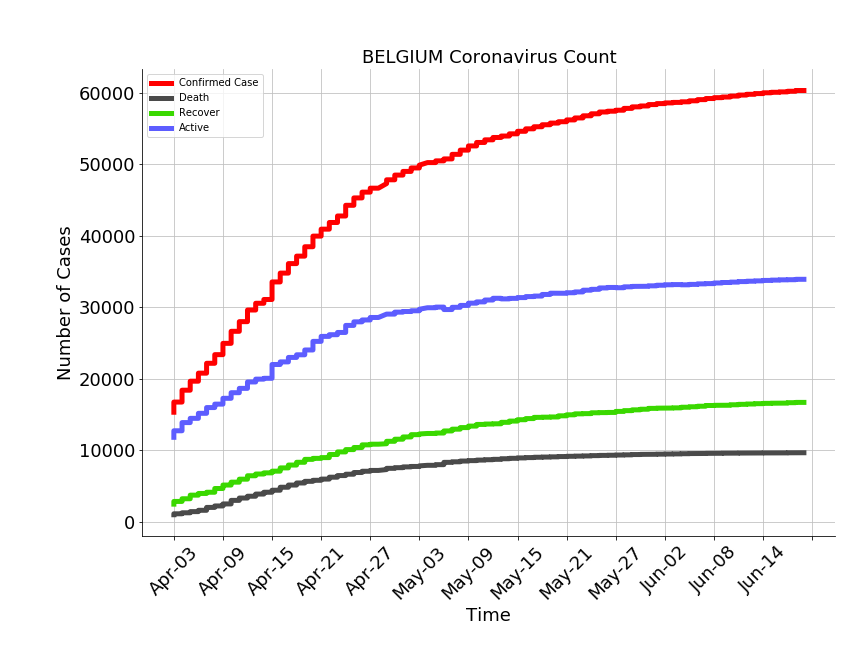 BELGIUM Coronavirus Count
Confirmed Case
Death
Recover
Active
Number of Cases
60000
50000
40000
30000
20000
10000
0
Apr-03
Apr-09
Apr-15
Apr-21
Apr-27
May-03
May-09
May-15
May-21
May-27
Jun-02
Jun-08
Jun-14
Time